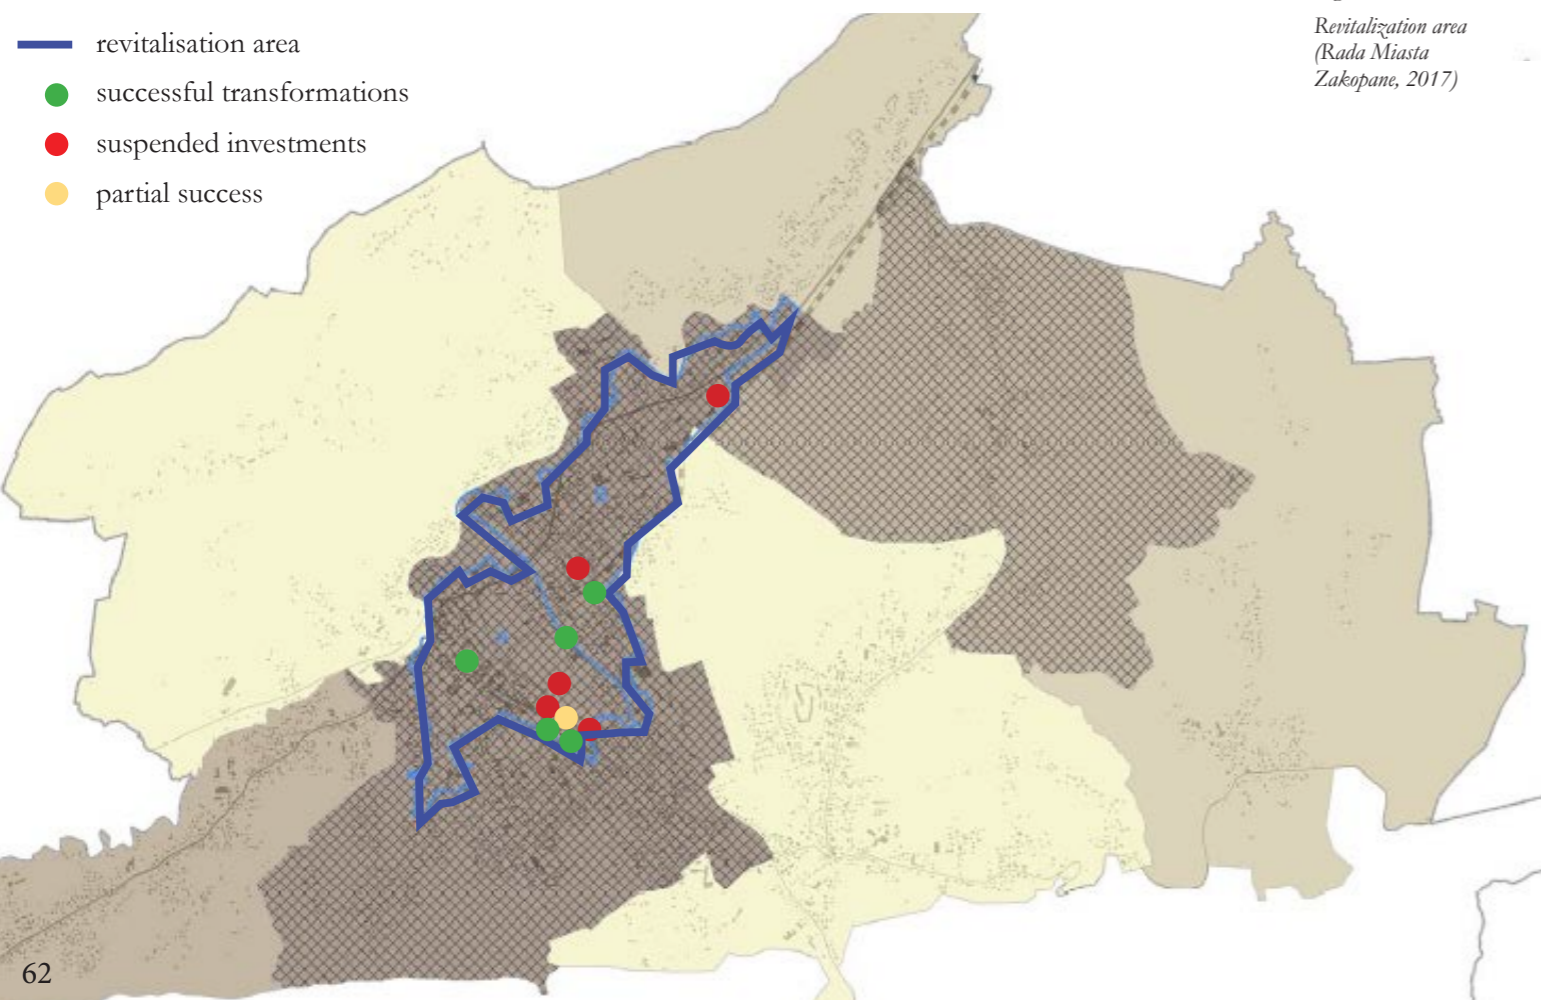 revitalisation area
successful transformations
suspended investments
partial success
Revitalization area
(Rada Miasta
Zakopane, 2017)
62